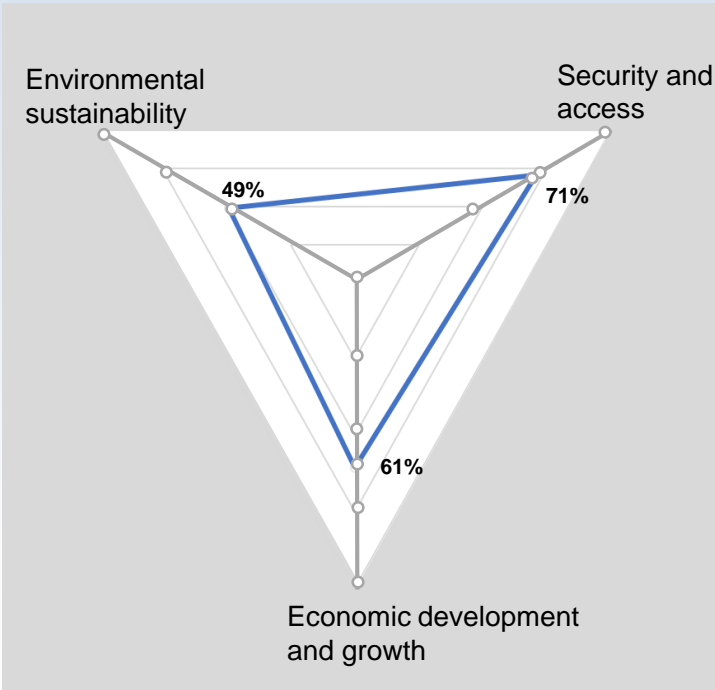 Environmental
sustainability
Security and
access
49%
71%
61%
Economic development
and growth